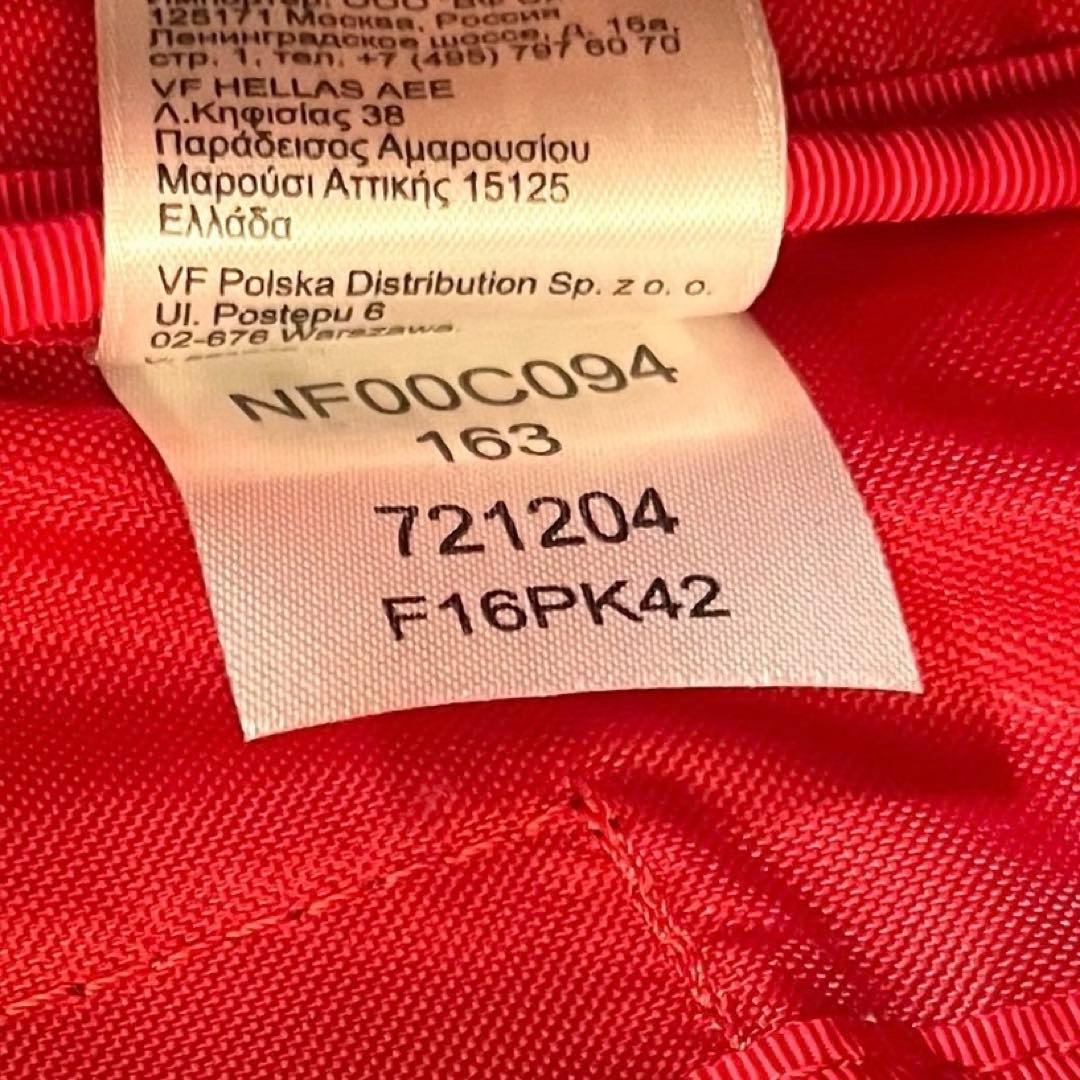 125171 Москва, Россия
Ленинградское шоссе, д. 16а,
стр. 1, тел. +7 (495) 797 60 70
VF HELLAS AEE
Λ.Κηφισίας 38
Παράδεισος Αμαρουσίου
Μαρούσι Αττικής 15125
Ελλάδα
VF Polska Distribution Sp. z o. o.
Ul. Postępu 6
02-676 Warszawa
NF00C094
163
721204
F16PK42